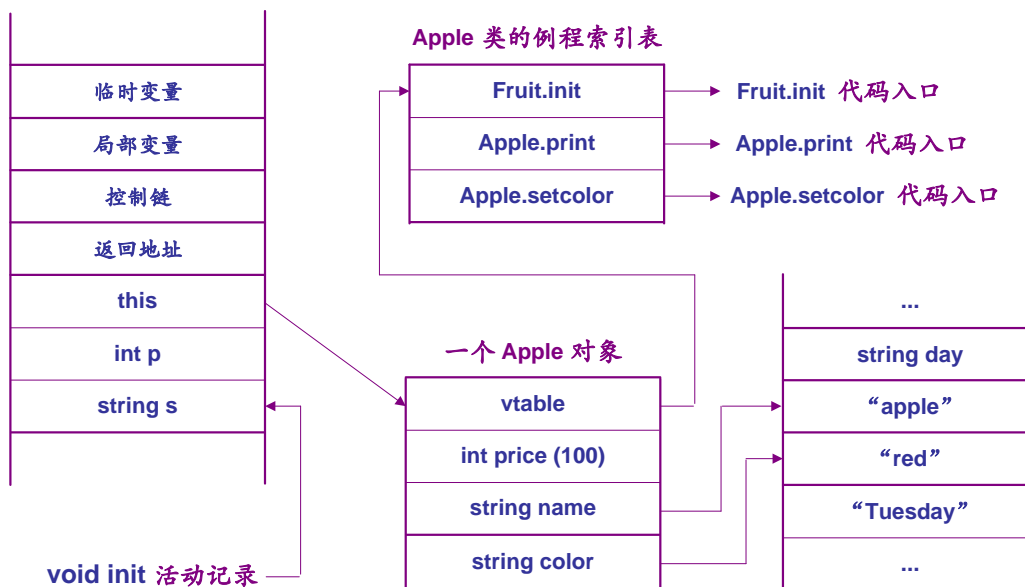 临时变量
局部变量
控制链
返回地址
this
int p
string s
void init 活动记录
Apple 类的例程索引表
Fruit.init
Apple.print
Apple.setcolor
Fruit.init 代码入口
Apple.print 代码入口
Apple.setcolor 代码入口
一个 Apple 对象
vtable
int price (100)
string name
string color
...
string day
“apple”
“red”
“Tuesday”
...